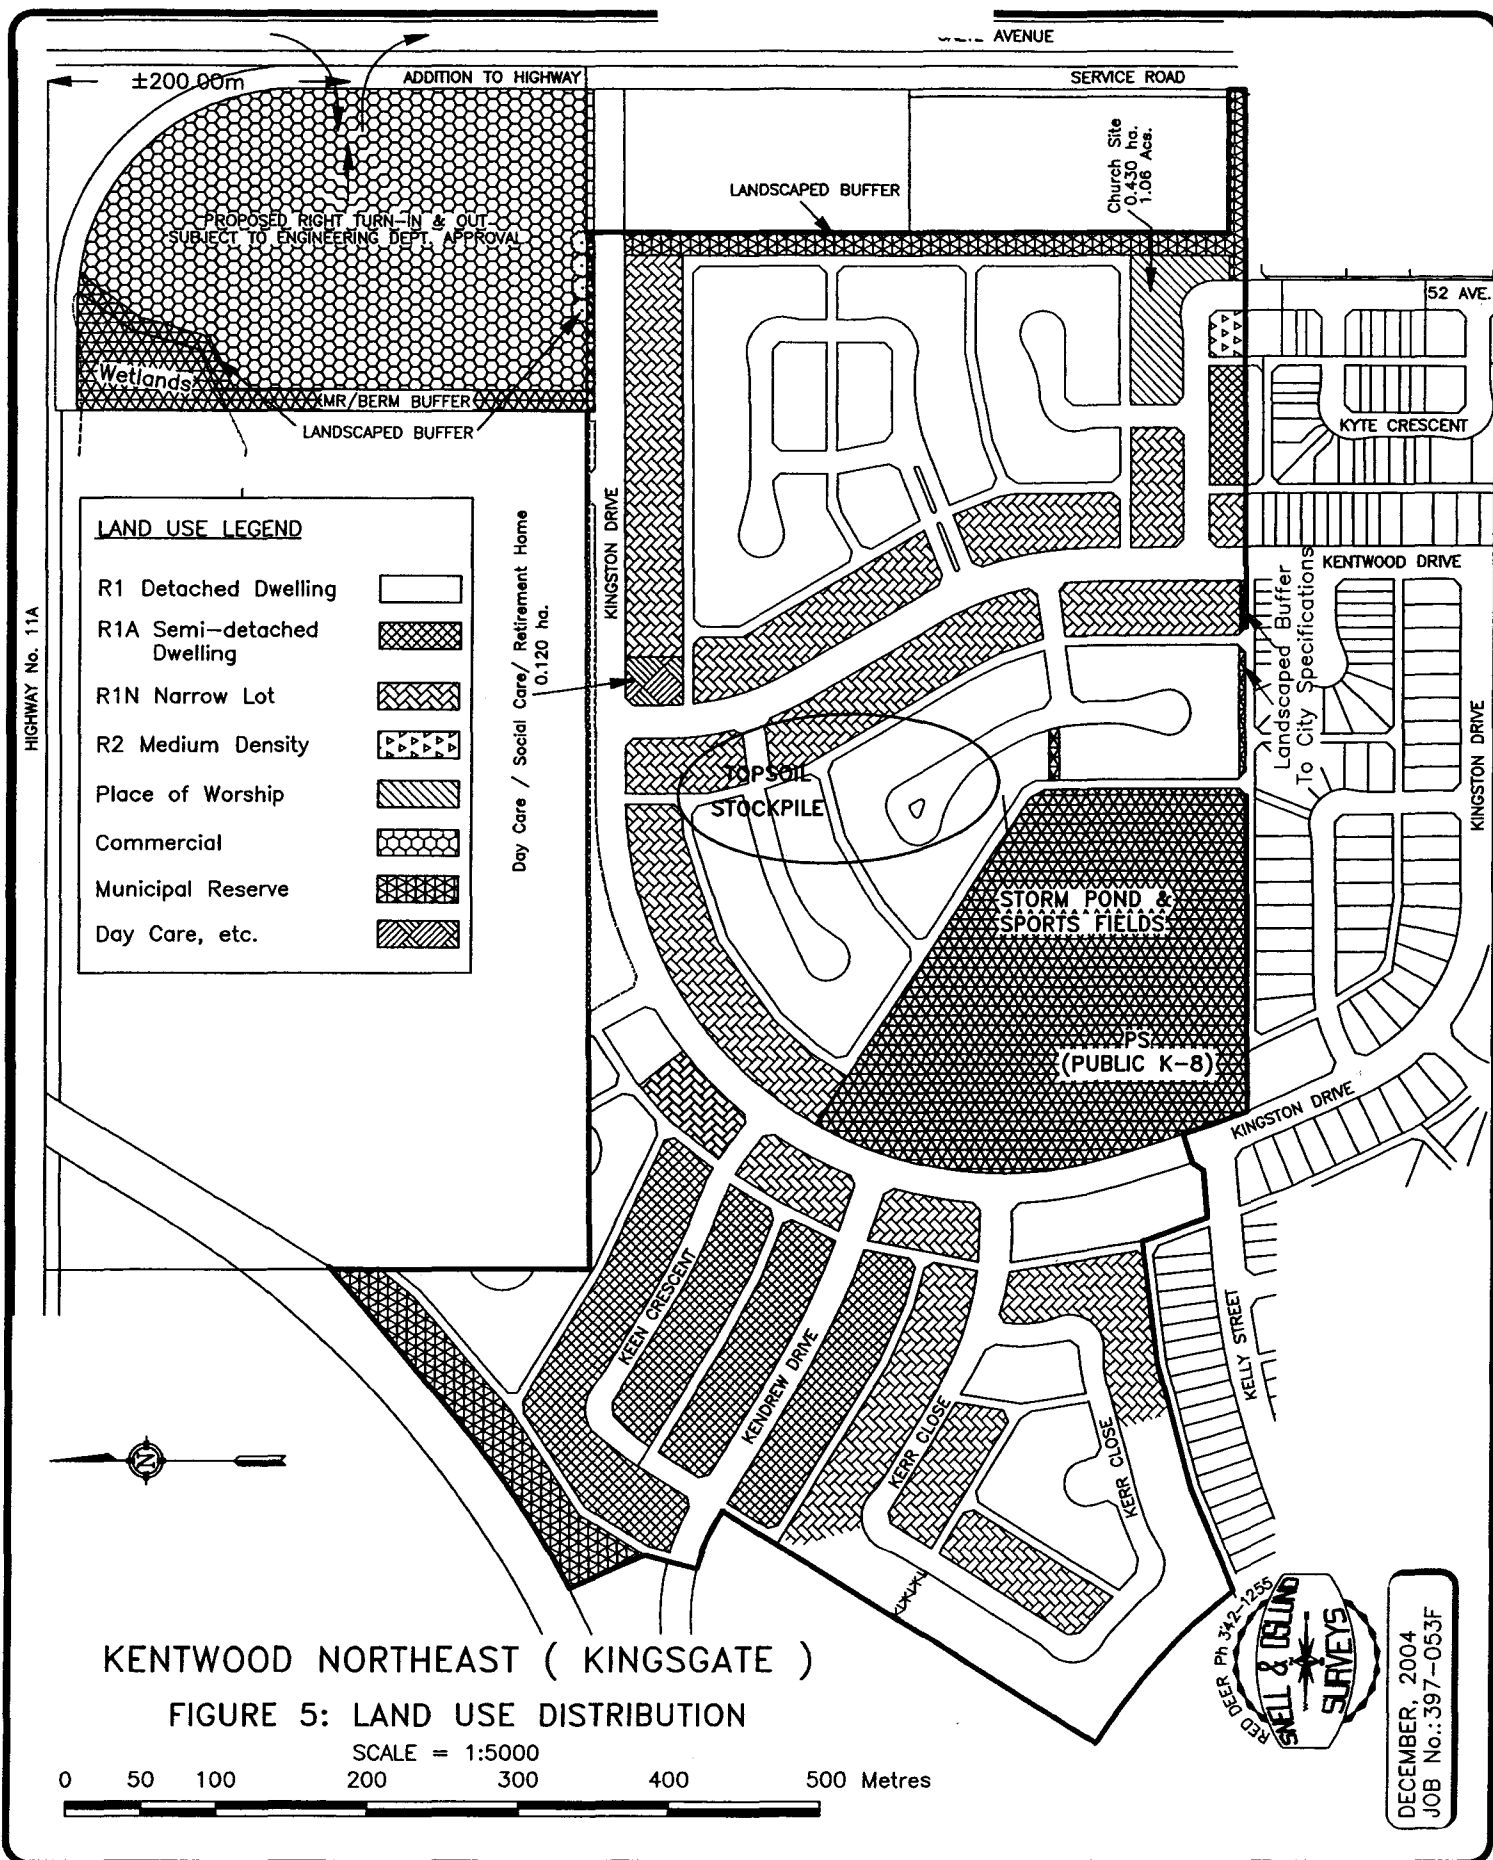 AVENUE
±200.00m
ADDITION TO HIGHWAY
SERVICE ROAD
Church Site
0.430 ha.
1.06 Acs.
LANDSCAPED BUFFER
PROPOSED RIGHT TURN-IN & OUT
SUBJECT TO ENGINEERING DEPT. APPROVAL
52 AVE.
Wetlands
MR/BERM BUFFER
LANDSCAPED BUFFER
KYTE CRESCENT
LAND USE LEGEND
R1 Detached Dwelling
R1A Semi-detached
Dwelling
R1N Narrow Lot
R2 Medium Density
Place of Worship
Commercial
Municipal Reserve
Day Care, etc.
HIGHWAY No. 11A
Day Care / Social Care/ Retirement Home
0.120 ha.
KINGSTON DRIVE
KENTWOOD DRIVE
Landscaped Buffer
To City Specifications
KINGSTON DRIVE
TOPSOIL
STOCKPILE
STORM POND &
SPORTS FIELDS
PS
(PUBLIC K-8)
KINGSTON DRIVE
KEEN CRESCENT
KENDREW DRIVE
KERR CLOSE
KERR CLOSE
KELLY STREET
N
KENTWOOD NORTHEAST ( KINGSGATE )
FIGURE 5: LAND USE DISTRIBUTION
SCALE = 1:5000
0 50 100 200 300 400 500 Metres
RED DEER Ph 342-1255
SNELL & OSLUND
SURVEYS
DECEMBER, 2004
JOB No.:397-053F